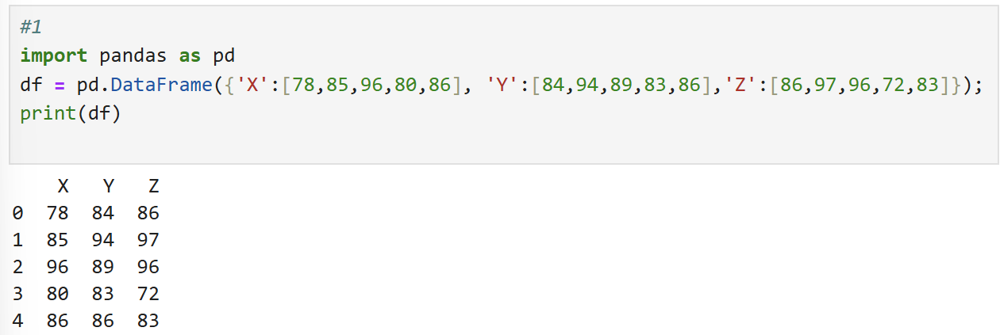 #1
import pandas as pd
df = pd.DataFrame({'X':[78,85,96,80,86], 'Y':[84,94,89,83,86],'Z':[86,97,96,72,83]});
print(df)
    X   Y   Z
0  78  84  86
1  85  94  97
2  96  89  96
3  80  83  72
4  86  86  83